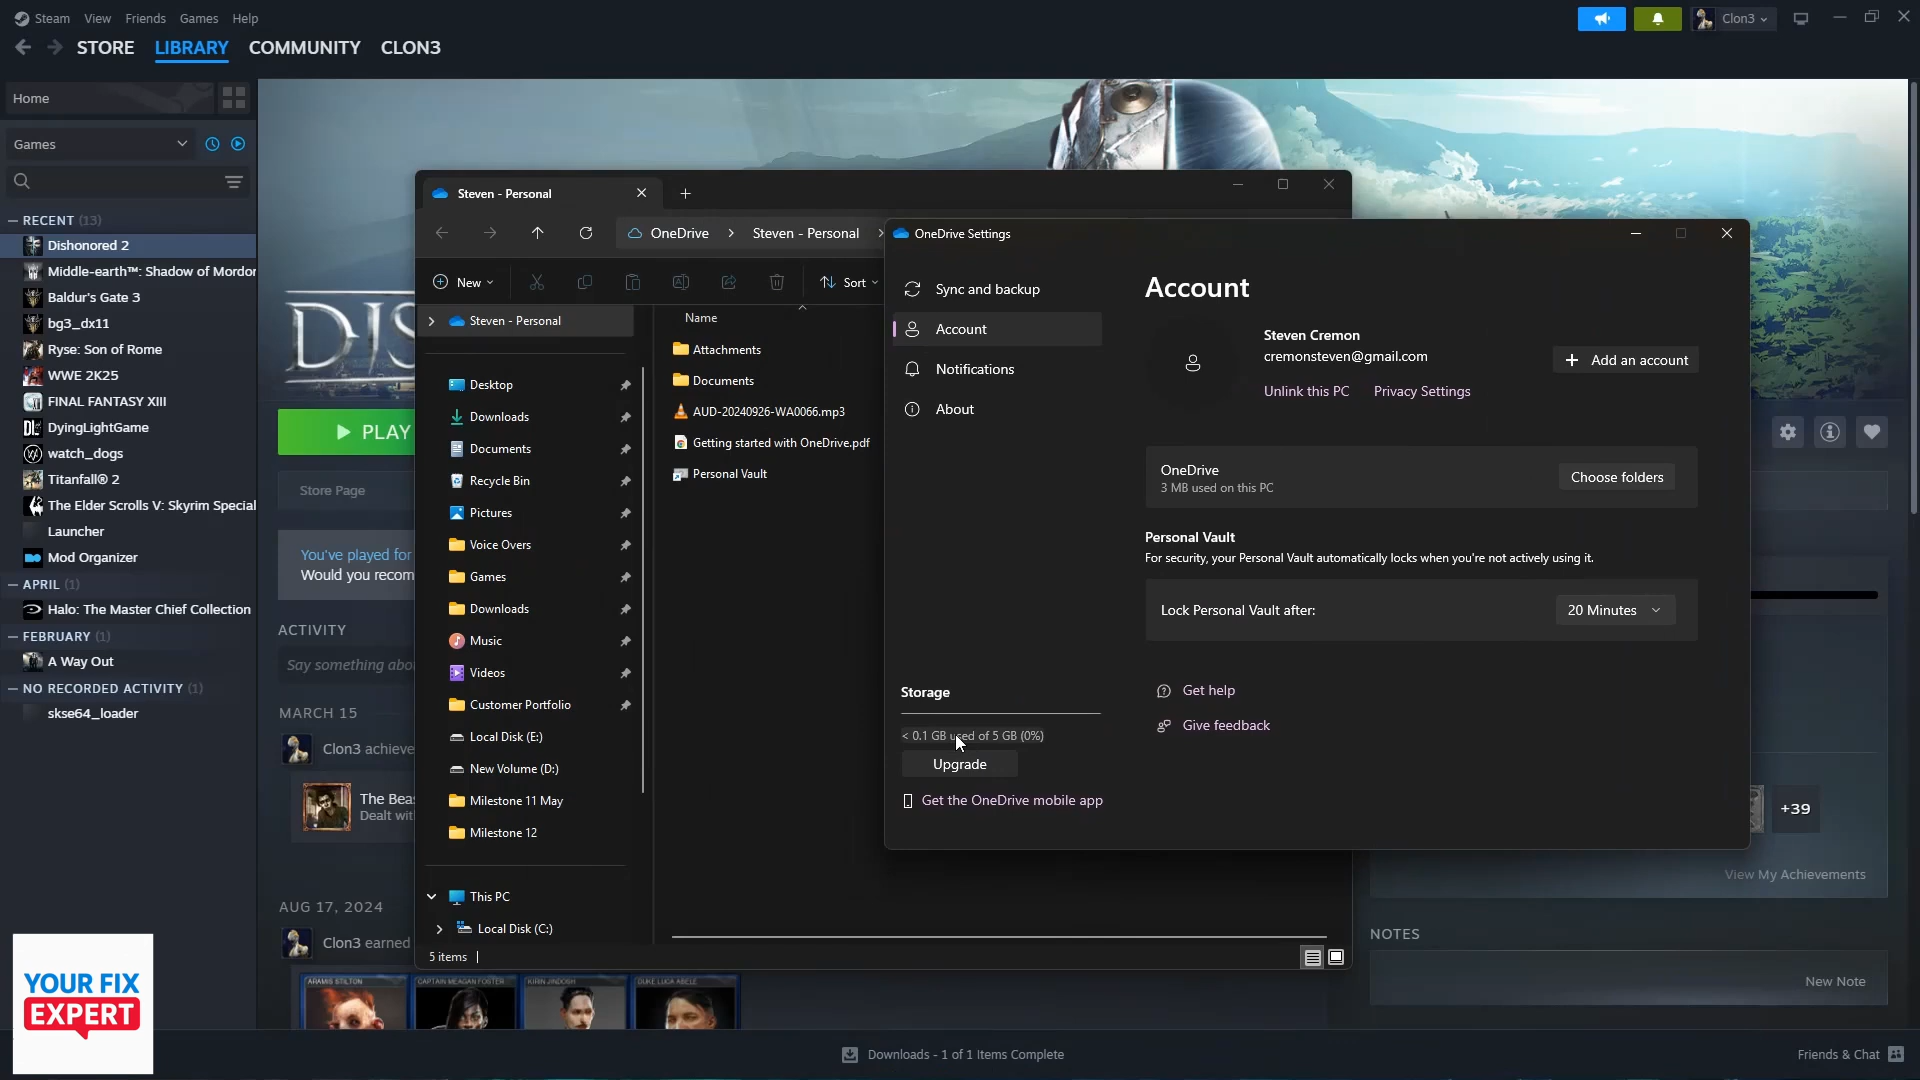 Steam View Friends Games Help
Clon3
STORE LIBRARY COMMUNITY CLON3
Home
Games
RECENT (13)
Dishonored 2
Middle-earth™: Shadow of Mordor
Baldur's Gate 3
bg3_dx11
Ryse: Son of Rome
WWE 2K25
FINAL FANTASY XIII
DyingLightGame
watch_dogs
Titanfall® 2
The Elder Scrolls V: Skyrim Special
Launcher
Mod Organizer
APRIL (1)
Halo: The Master Chief Collection
FEBRUARY (1)
A Way Out
NO RECORDED ACTIVITY (1)
skse64_loader
YOUR FIX
EXPERT
DIS
PLAY
Store Page
You've played for
Would you recom
ACTIVITY
Say something abo
MARCH 15
Clon3 achieve
The Beas
Dealt wit
AUG 17, 2024
Clon3 earned
ARAMIS STILTON
CAPTAIN MEAGAN FOSTER
KIRIN JINDOSH
DUKE LUCA ABELE
Steven - Personal
OneDrive > Steven - Personal >
New
Sort
Steven - Personal
Desktop
Downloads
Documents
Recycle Bin
Pictures
Voice Overs
Games
Downloads
Music
Videos
Customer Portfolio
Local Disk (E:)
New Volume (D:)
Milestone 11 May
Milestone 12
This PC
Local Disk (C:)
5 items
Name
Attachments
Documents
AUD-20240926-WA0066.mp3
Getting started with OneDrive.pdf
Personal Vault
OneDrive Settings
Sync and backup
Account
Notifications
About
Storage
< 0.1 GB used of 5 GB (0%)
Upgrade
Get the OneDrive mobile app
Account
Steven Cremon
cremonsteven@gmail.com
Unlink this PC Privacy Settings
Add an account
OneDrive
3 MB used on this PC
Choose folders
Personal Vault
For security, your Personal Vault automatically locks when you're not actively using it.
Lock Personal Vault after:
20 Minutes
Get help
Give feedback
+39
View My Achievements
NOTES
New Note
Downloads - 1 of 1 Items Complete
Friends & Chat